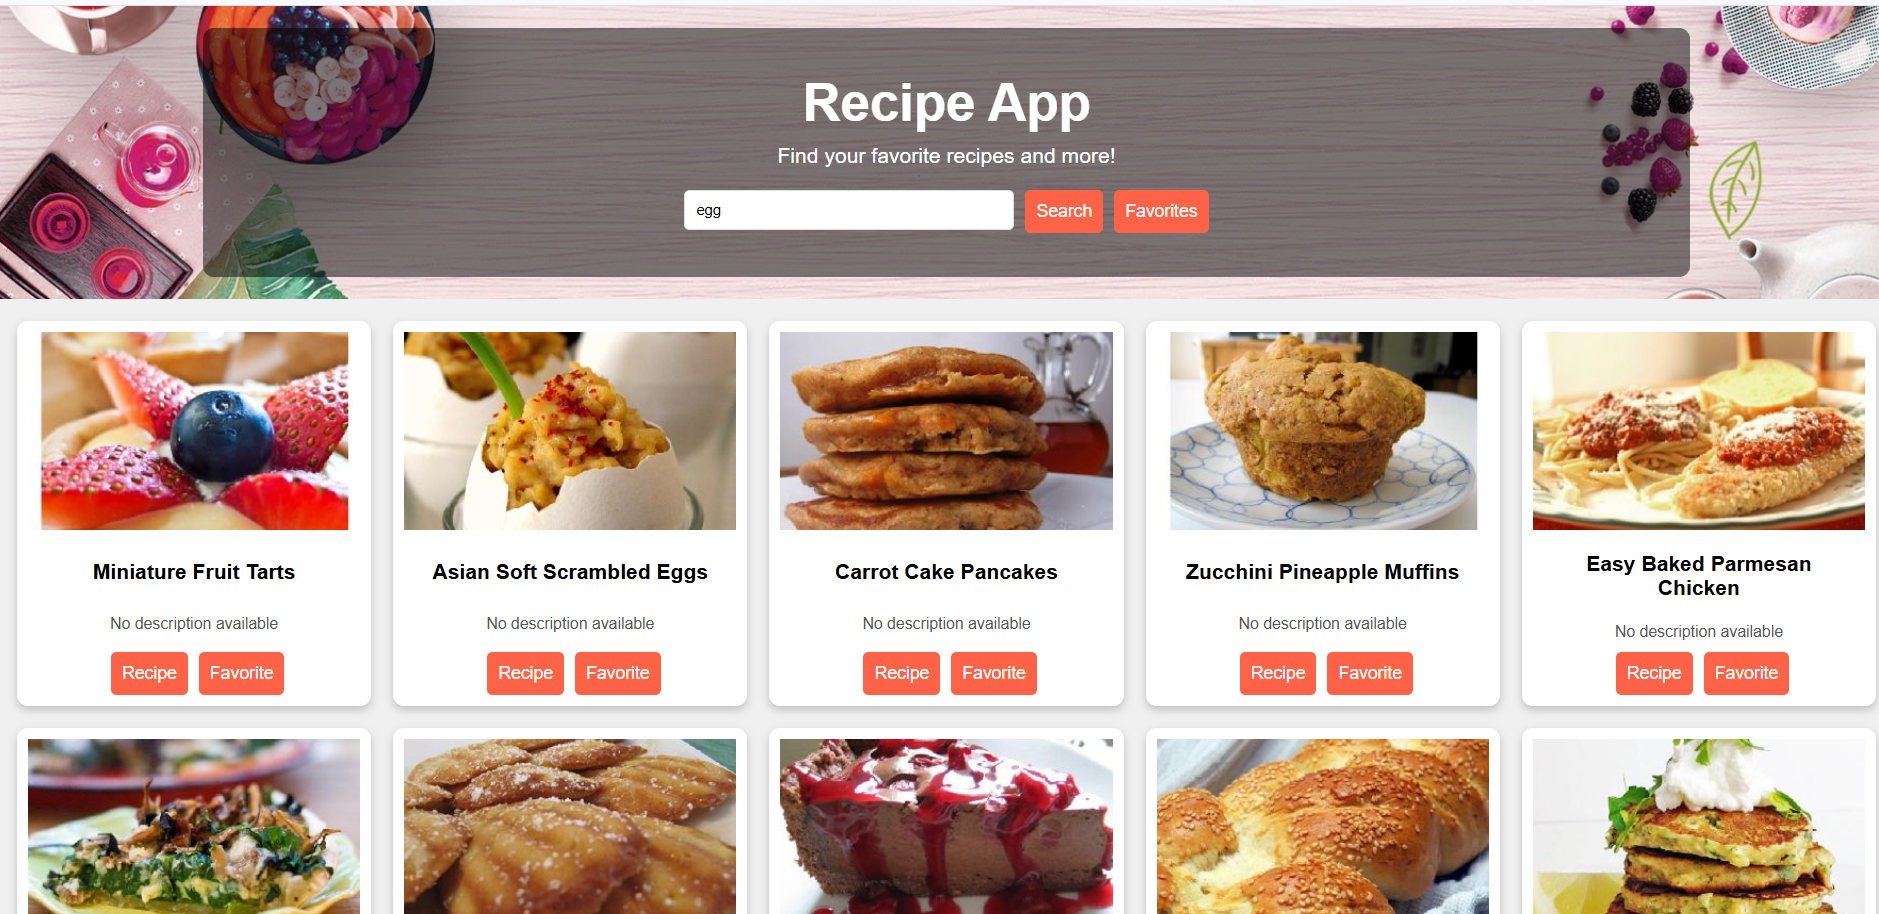 Recipe App
Find your favorite recipes and more!
egg
Search
Favorites
Miniature Fruit Tarts
No description available
Recipe
Favorite
Asian Soft Scrambled Eggs
No description available
Recipe
Favorite
Carrot Cake Pancakes
No description available
Recipe
Favorite
Zucchini Pineapple Muffins
No description available
Recipe
Favorite
Easy Baked Parmesan
Chicken
No description available
Recipe
Favorite